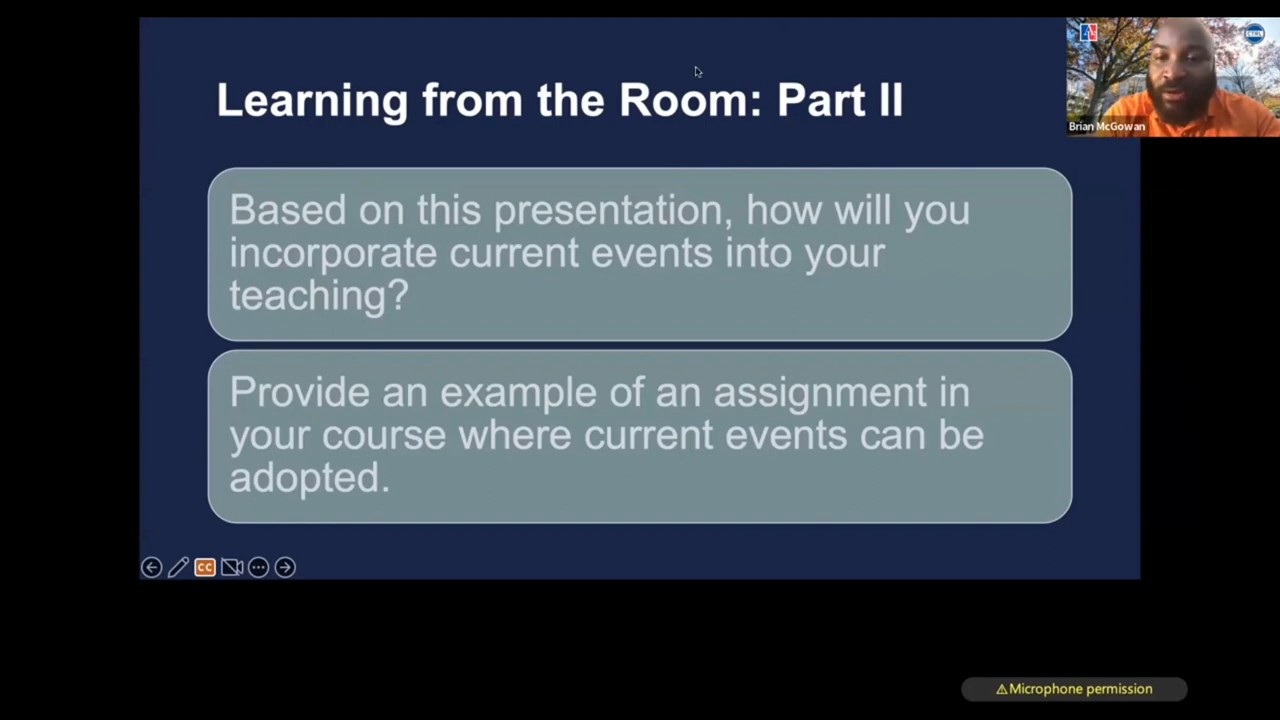 Learning from the Room: Part II
Based on this presentation, how will you
incorporate current events into your
teaching?
Provide an example of an assignment in
your course where current events can be
adopted.
Brian McGowan
CTRL
CC
⚠Microphone permission